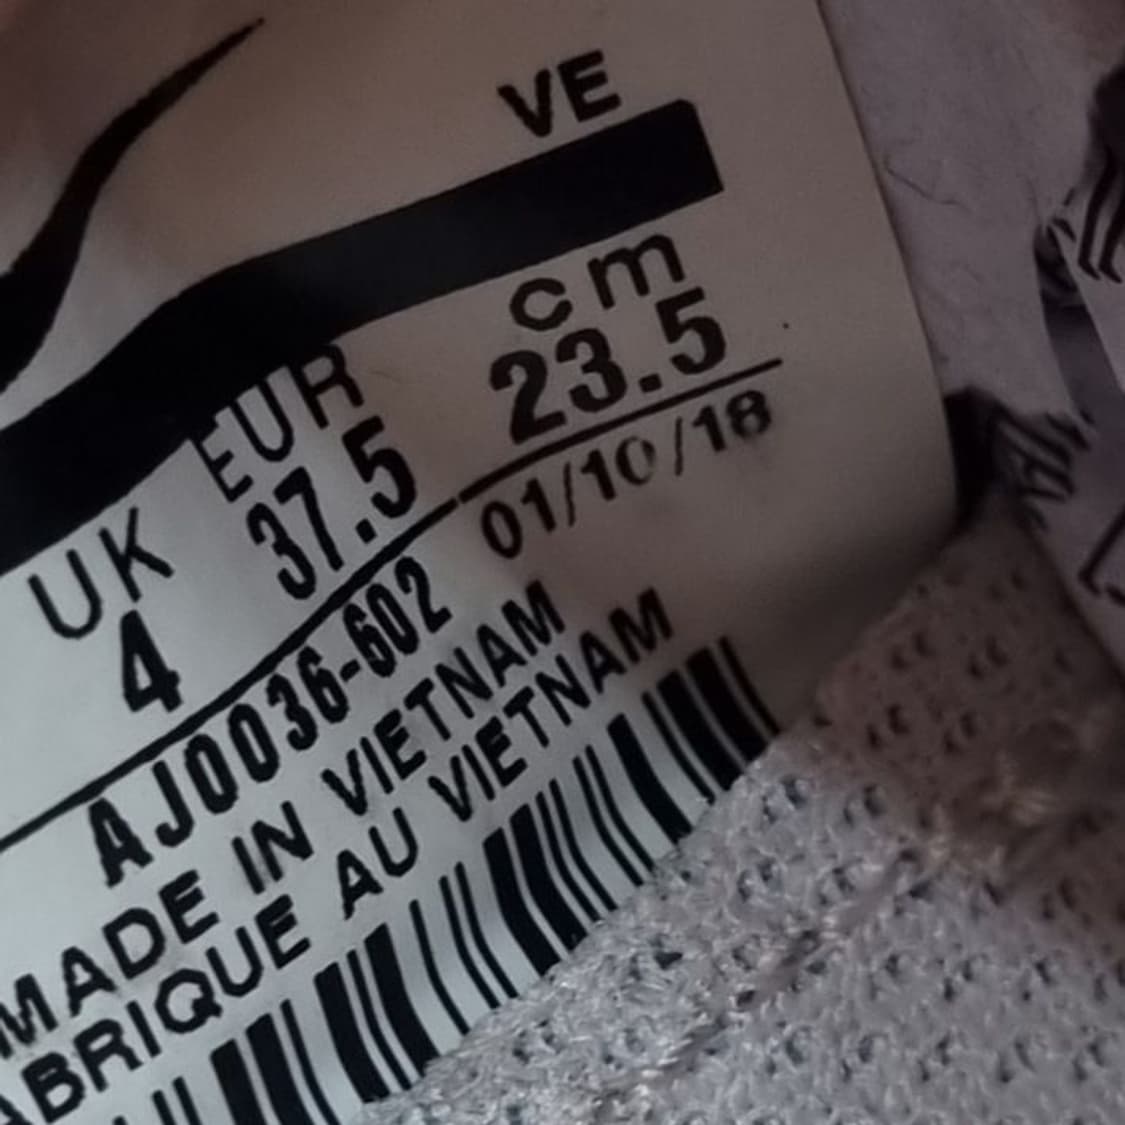 VE
UK EUR cm
4 37.5 23.5
AJ0036-602 01/10/18
MADE IN VIETNAM
ABRIQUE AU VIETNAM